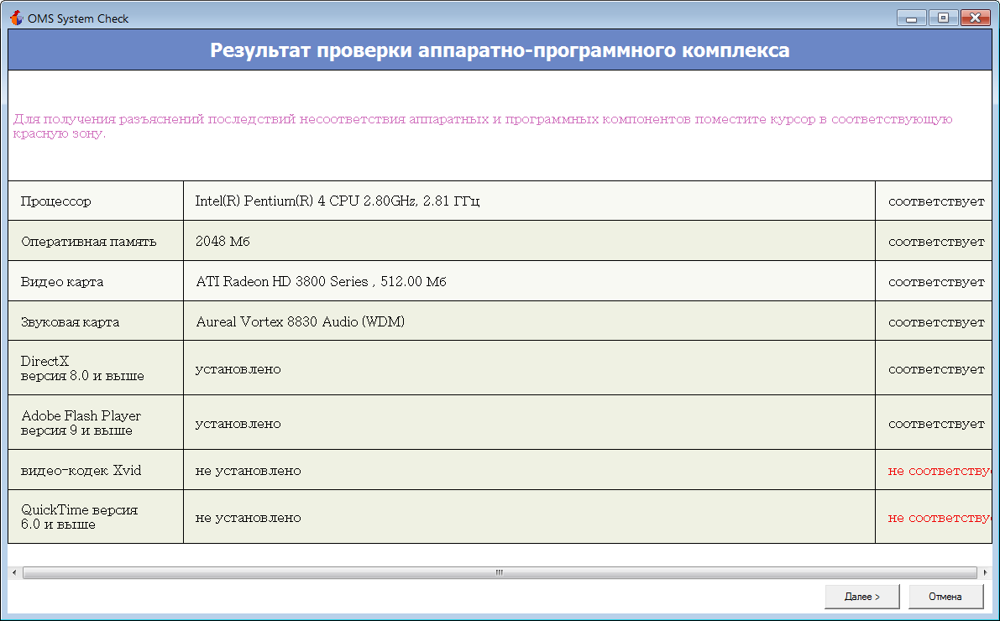 OMS System Check
Результат проверки аппаратно-программного комплекса
Для получения разъяснений последствий несоответствия аппаратных и программных компонентов поместите курсор в соответствующую
красную зону.
Процессор
Intel(R) Pentium(R) 4 CPU 2.80GHz, 2.81 ГГц
соответствует
Оперативная память
2048 Мб
соответствует
Видео карта
ATI Radeon HD 3800 Series , 512.00 Мб
соответствует
Звуковая карта
Aureal Vortex 8830 Audio (WDM)
соответствует
DirectX
версия 8.0 и выше
установлено
соответствует
Adobe Flash Player
версия 9 и выше
установлено
соответствует
видео-кодек Xvid
не установлено
не соответству
QuickTime версия
6.0 и выше
не установлено
не соответству
Далее >
Отмена